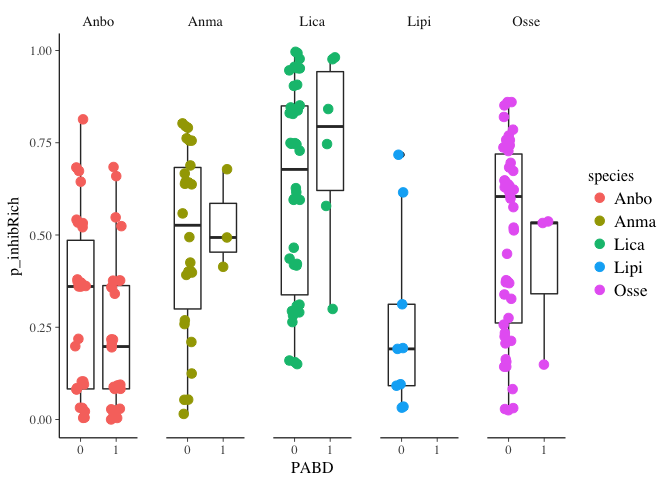 Anbo Anma Lica Lipi Osse
1.00
0.75
0.50
0.25
0.00
p_inhibRich
0 1 0 1 0 1 0 1 0 1
PABD
species
Anbo
Anma
Lica
Lipi
Osse